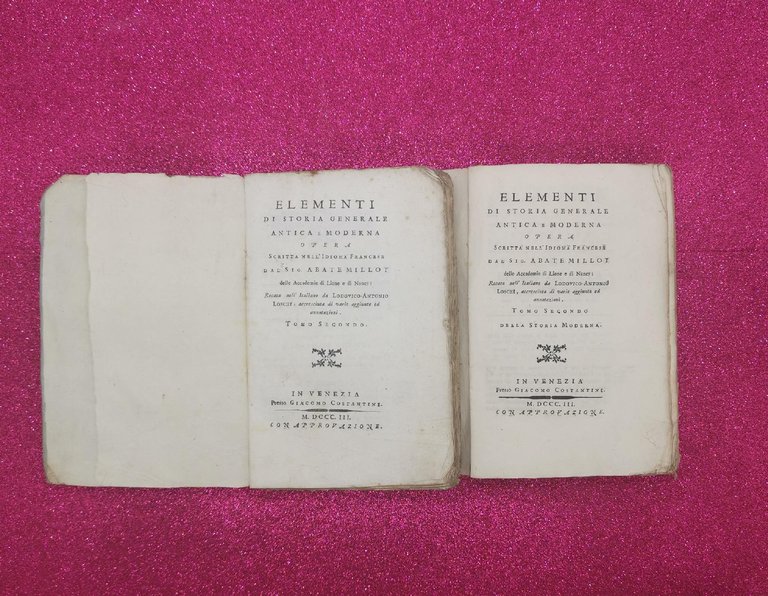 ELEMENTI
DI STORIA GENERALE
ANTICA E MODERNA
OPERA
SCRITTA NELL'IDIOMA FRANCESE
DAL SIG. ABATE MILLOT
delle Accademie di Lione e di Nancy:
Recata nell' Italiano da LODOVICO-ANTONIO
LOSCHI; accresciuta di varie aggiunte ed
annotazioni.
TOMO SECONDO.
IN VENEZIA
Presso GIACOMO COSTANTINI.
M. DCCC. III.
CON APPROVAZIONE.
ELEMENTI
DI STORIA GENERALE
ANTICA E MODERNA
OPERA
SCRITTA NELL'IDIOMA FRANCESE
DAL SIG. ABATE MILLOT
delle Accademie di Lione e di Nancy:
Recata nell' Italiano da LODOVICO-ANTONIO
LOSCHI, accresciuta di varie aggiunte ed
annotazioni.
TOMO SECONDO
DELLA STORIA MODERNA.
IN VENEZIA
Presso GIACOMO COSTANTINI.
M. DCCC. III.
CON APPROVAZIONE.